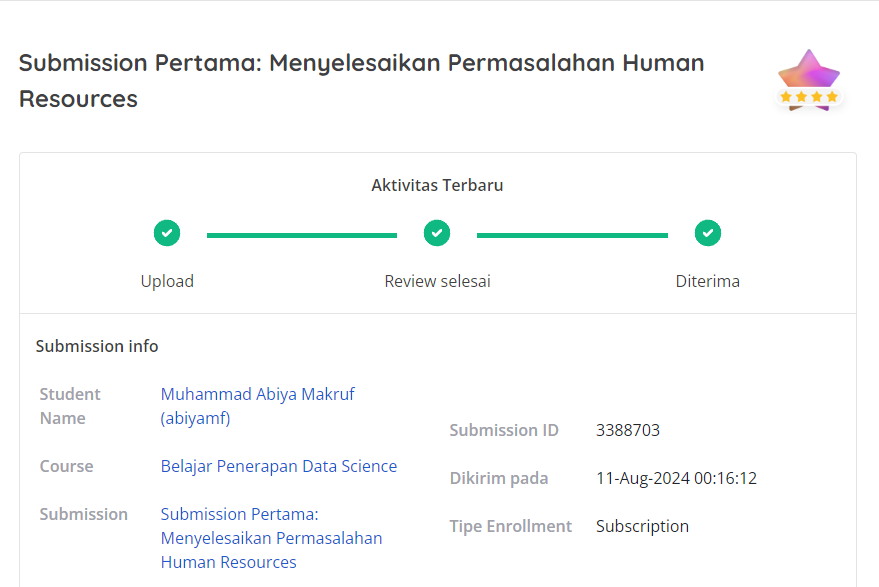 Submission Pertama: Menyelesaikan Permasalahan Human
Resources
Aktivitas Terbaru
Upload
Review selesai
Diterima
Submission info
Student
Name
Muhammad Abiya Makruf
(abiyamf)
Course
Belajar Penerapan Data Science
Submission
Submission Pertama:
Menyelesaikan Permasalahan
Human Resources
Submission ID
3388703
Dikirim pada
11-Aug-2024 00:16:12
Tipe Enrollment
Subscription